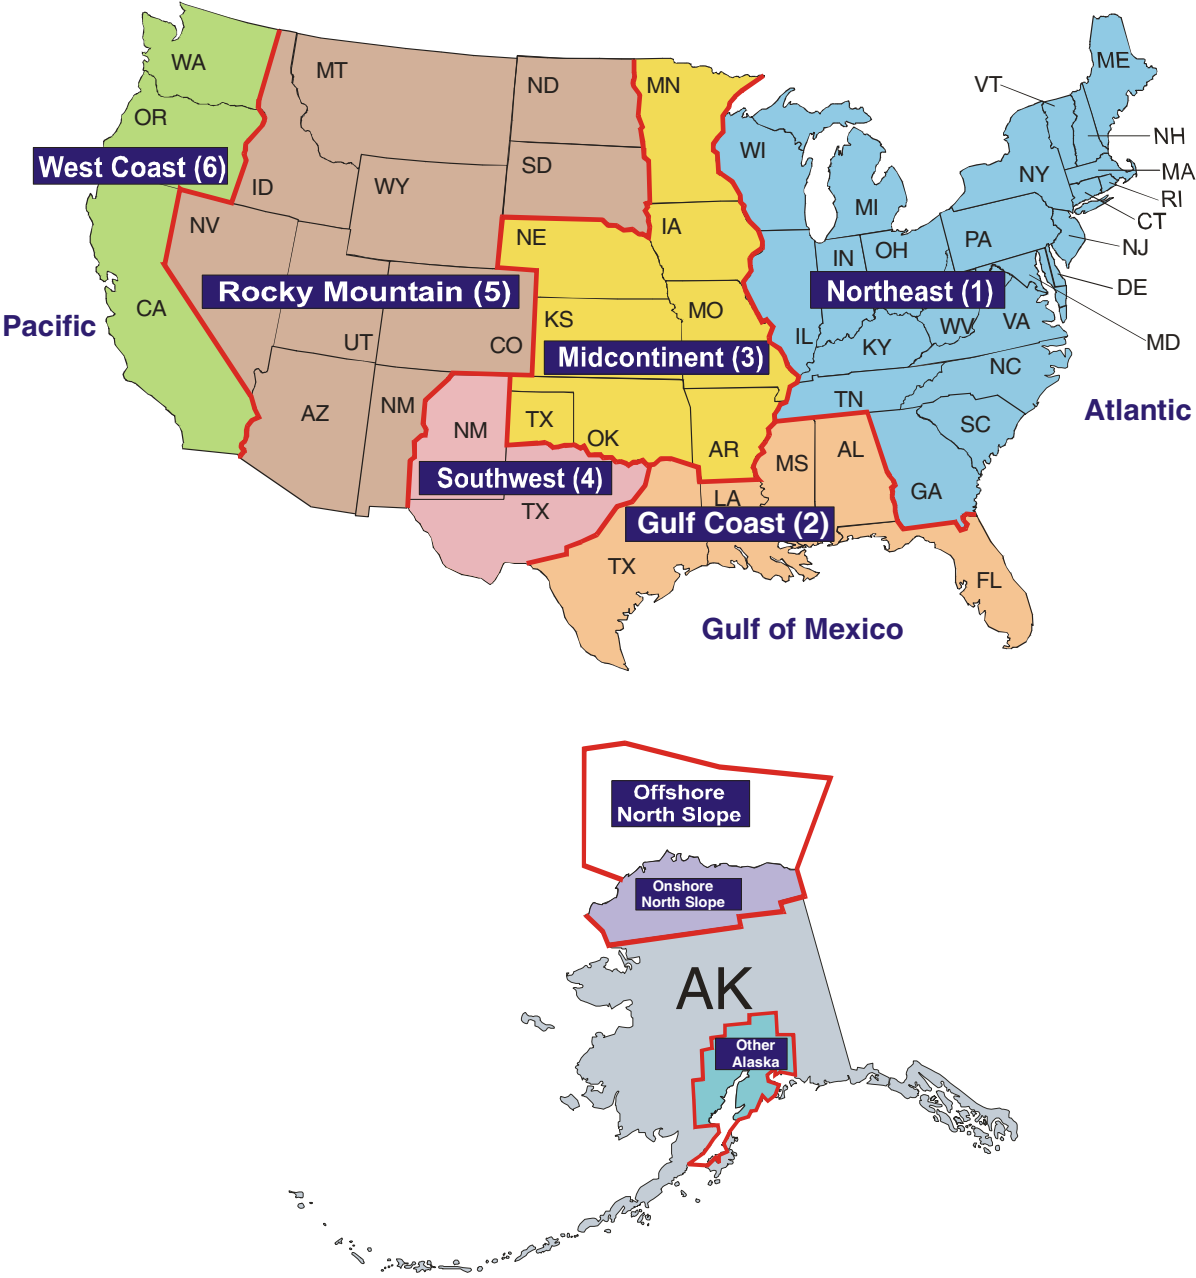 WA
MT
ND
MN
ME
VT
OR
WI
NH
West Coast (6)
ID
WY
SD
NY
MA
MI
RI
CT
NV
NE
IA
IN
OH
PA
NJ
Rocky Mountain (5)
Northeast (1)
DE
CA
KS
MO
Pacific
UT
CO
IL
KY
WV
VA
MD
Midcontinent (3)
NC
AZ
NM
TN
Atlantic
NM
TX
OK
AR
MS
AL
SC
Southwest (4)
GA
LA
TX
Gulf Coast (2)
TX
FL
Gulf of Mexico
Offshore
North Slope
Onshore
North Slope
AK
Other
Alaska